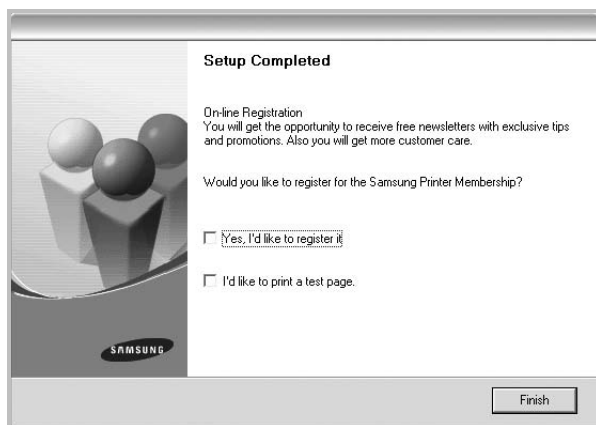 Setup Completed
On-line Registration
You will get the opportunity to receive free newsletters with exclusive tips
and promotions. Also you will get more customer care.
Would you like to register for the Samsung Printer Membership?
Yes, I'd like to register it
I'd like to print a test page.
SAMSUNG
Finish